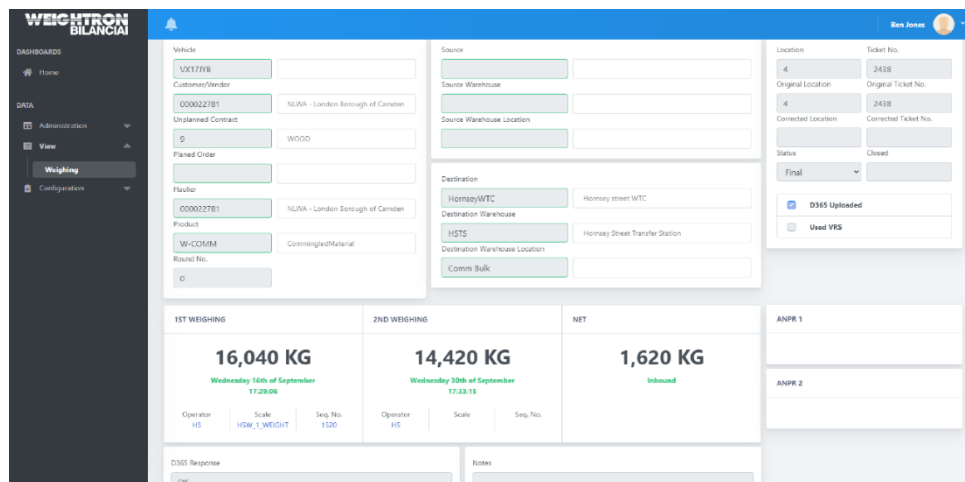 WEIGHTRON
BILANCIAI
Ben Jones
DASHBOARDS
Home
DATA
Administration
View
Weighing
Configuration
Vehicle
VX17JYB
Customer/Vendor
000022781 NLWA - London Borough of Camden
Unplanned Contract
9 WOOD
Planed Order
Haulier
000022781 NLWA - London Borough of Camden
Product
W-COMM CommingledMaterial
Round No.
0
Source
Source Warehouse
Source Warehouse Location
Destination
HornseyWTC Hornsey street WTC
Destination Warehouse
HSTS Hornsey Street Transfer Station
Destination Warehouse Location
Comm Bulk
Location Ticket No.
4 2438
Original Location Original Ticket No.
4 2438
Corrected Location Corrected Ticket No.
Status Closed
Final
D365 Uploaded
Used VRS
1ST WEIGHING
16,040 KG
Wednesday 16th of September
17:29:06
Operator Scale Seq. No.
HS HSW_1_WEIGHT 1520
2ND WEIGHING
14,420 KG
Wednesday 30th of September
17:33:15
Operator Scale Seq. No.
HS
NET
1,620 KG
Inbound
ANPR 1
ANPR 2
D365 Response
OK
Notes